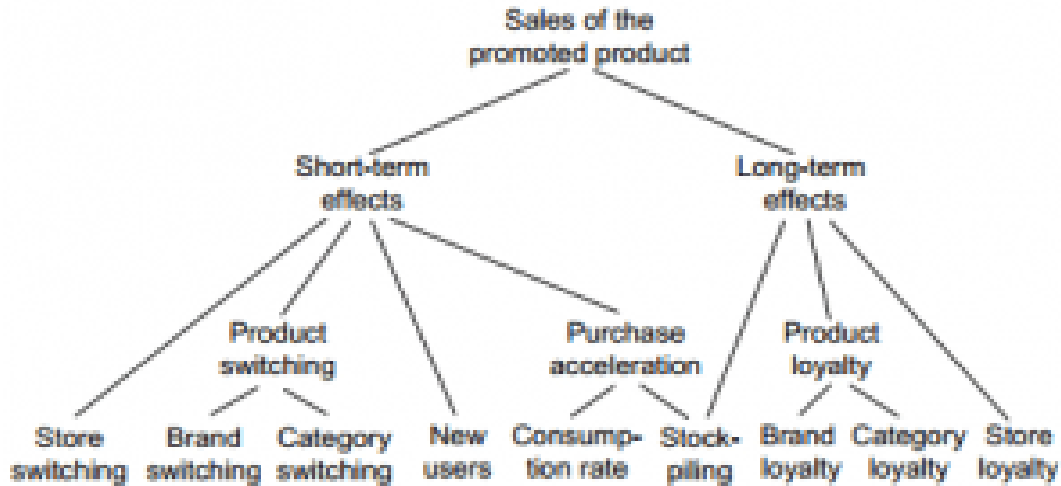 Sales of the
promoted product
Short-term
effects
Long-term
effects
Product
switching
Purchase
acceleration
Product
loyalty
Store
switching
Brand
switching
Category
switching
New
users
Consump-
tion rate
Stock-
piling
Brand
loyalty
Category
loyalty
Store
loyalty